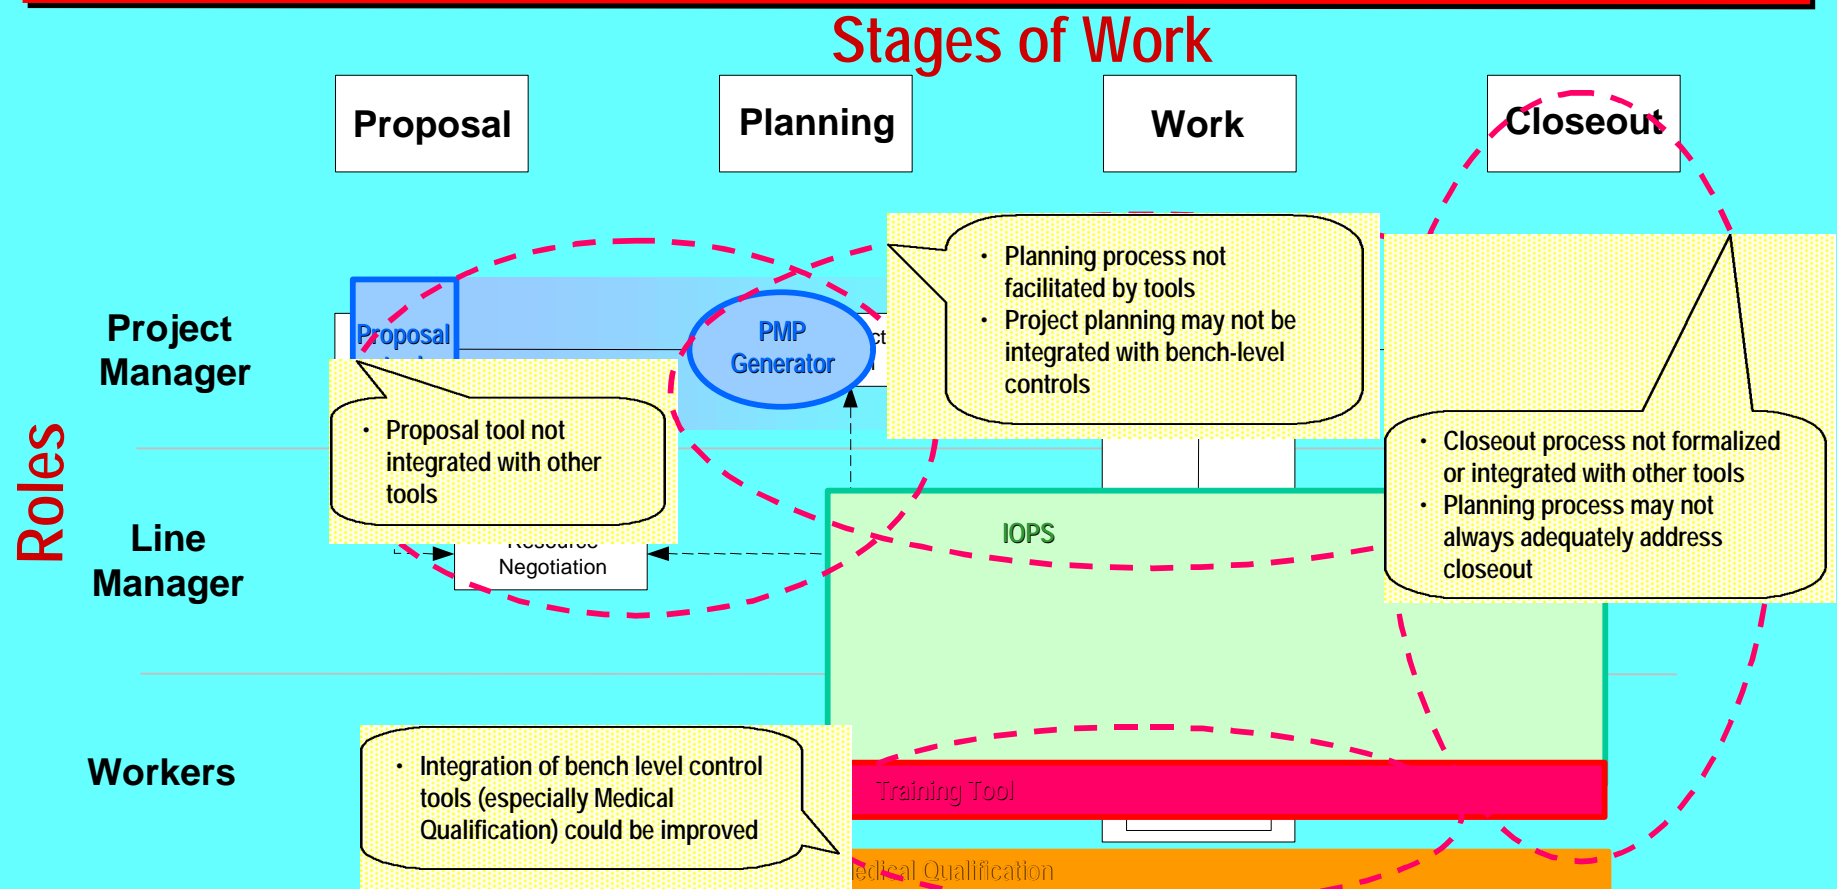 Stages of Work
Proposal
Planning
Work
Closeout
Roles
Project
Manager
Proposal
PMP
Generator
• Planning process not
facilitated by tools
• Project planning may not be
integrated with bench-level
controls
• Proposal tool not
integrated with other
tools
• Closeout process not formalized
or integrated with other tools
• Planning process may not
always adequately address
closeout
Line
Manager
Resource
Negotiation
IOPS
Workers
• Integration of bench level control
tools (especially Medical
Qualification) could be improved
Training Tool
edical Qualification